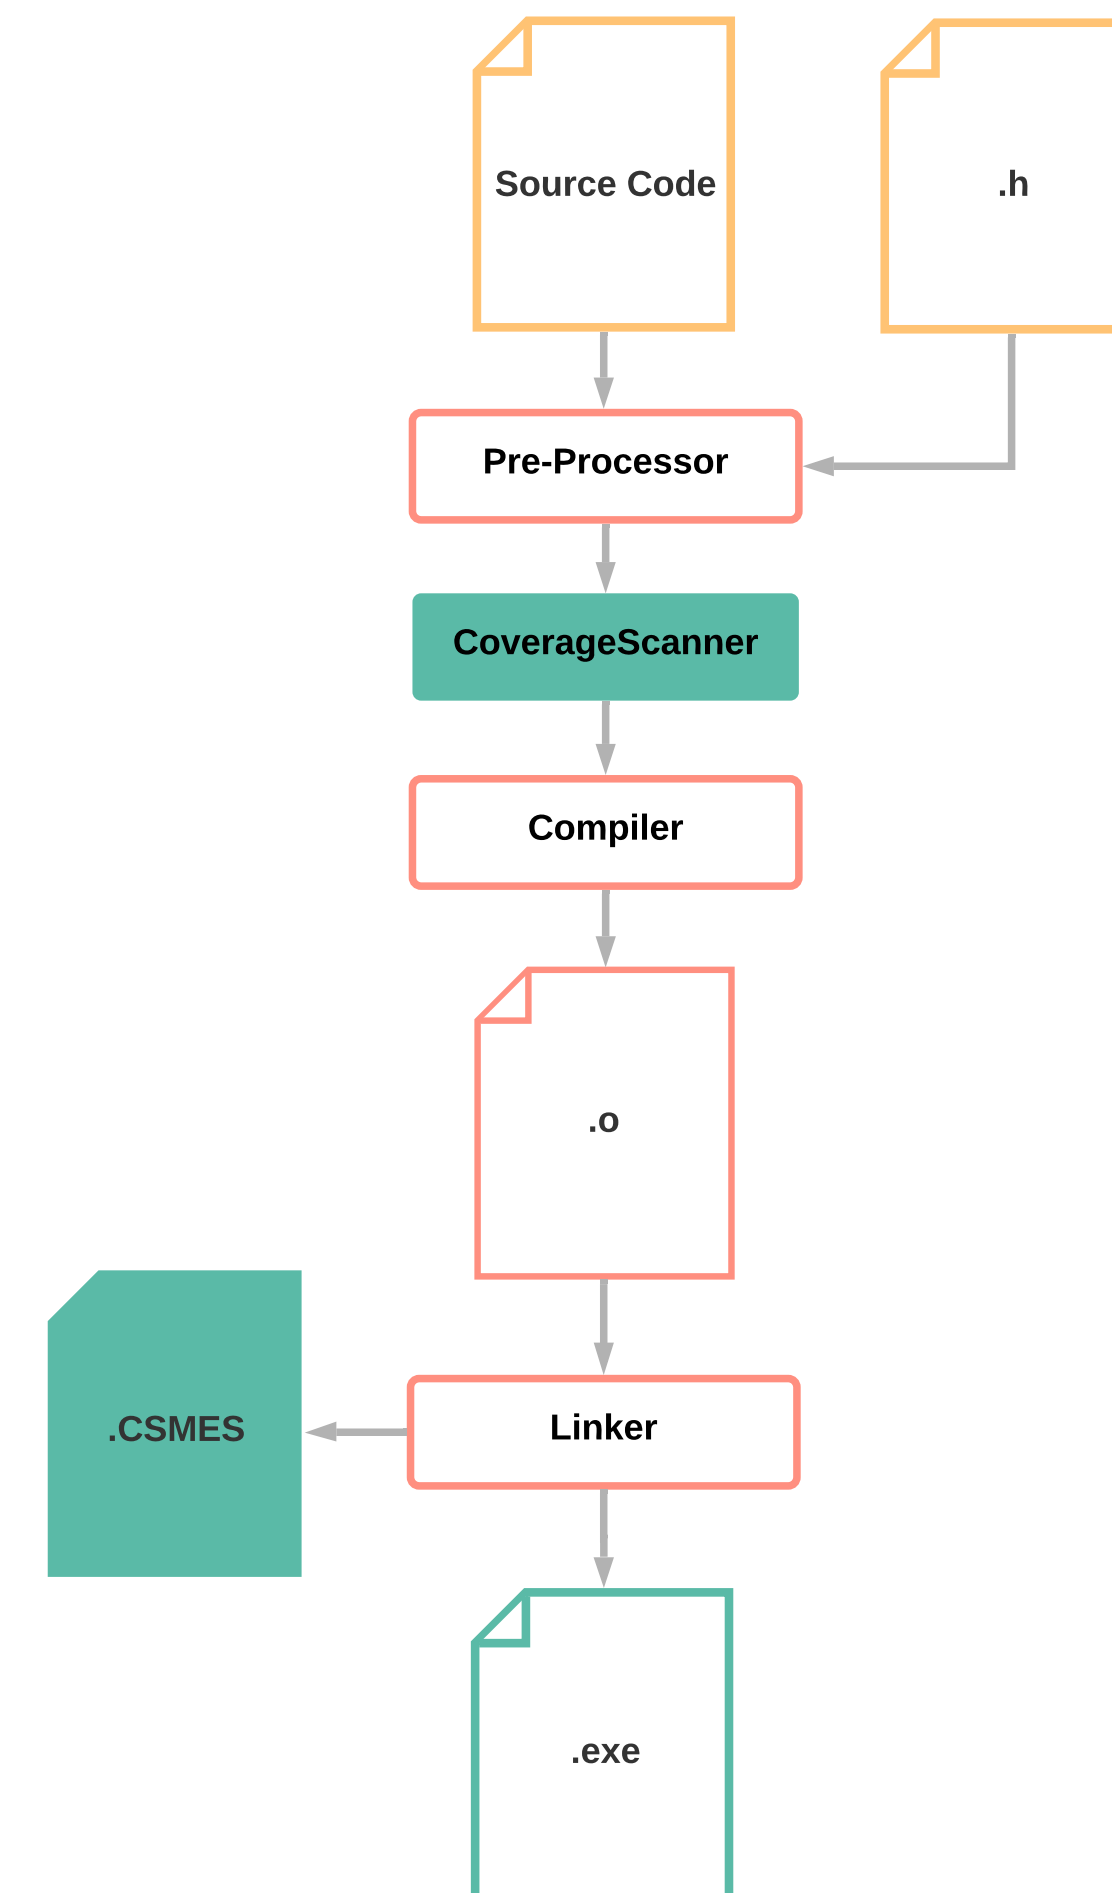 Source Code
.h
Pre-Processor
CoverageScanner
Compiler
.o
.CSMES
Linker
.exe